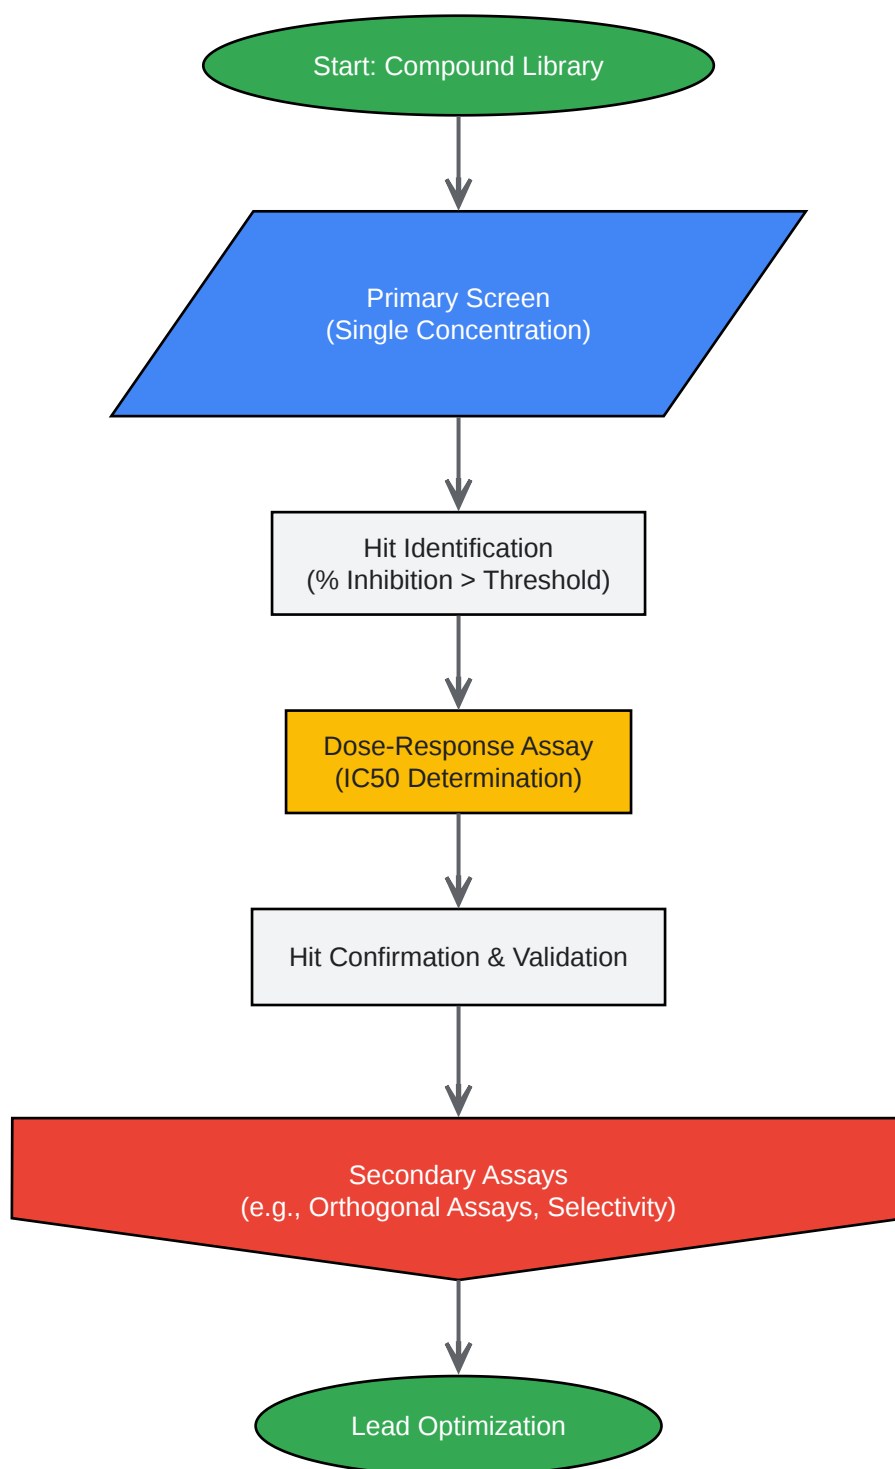 Start: Compound Library
Primary Screen
(Single Concentration)
Hit Identification
(% Inhibition > Threshold)
Dose-Response Assay
(IC50 Determination)
Hit Confirmation & Validation
Secondary Assays
(e.g., Orthogonal Assays, Selectivity)
Lead Optimization